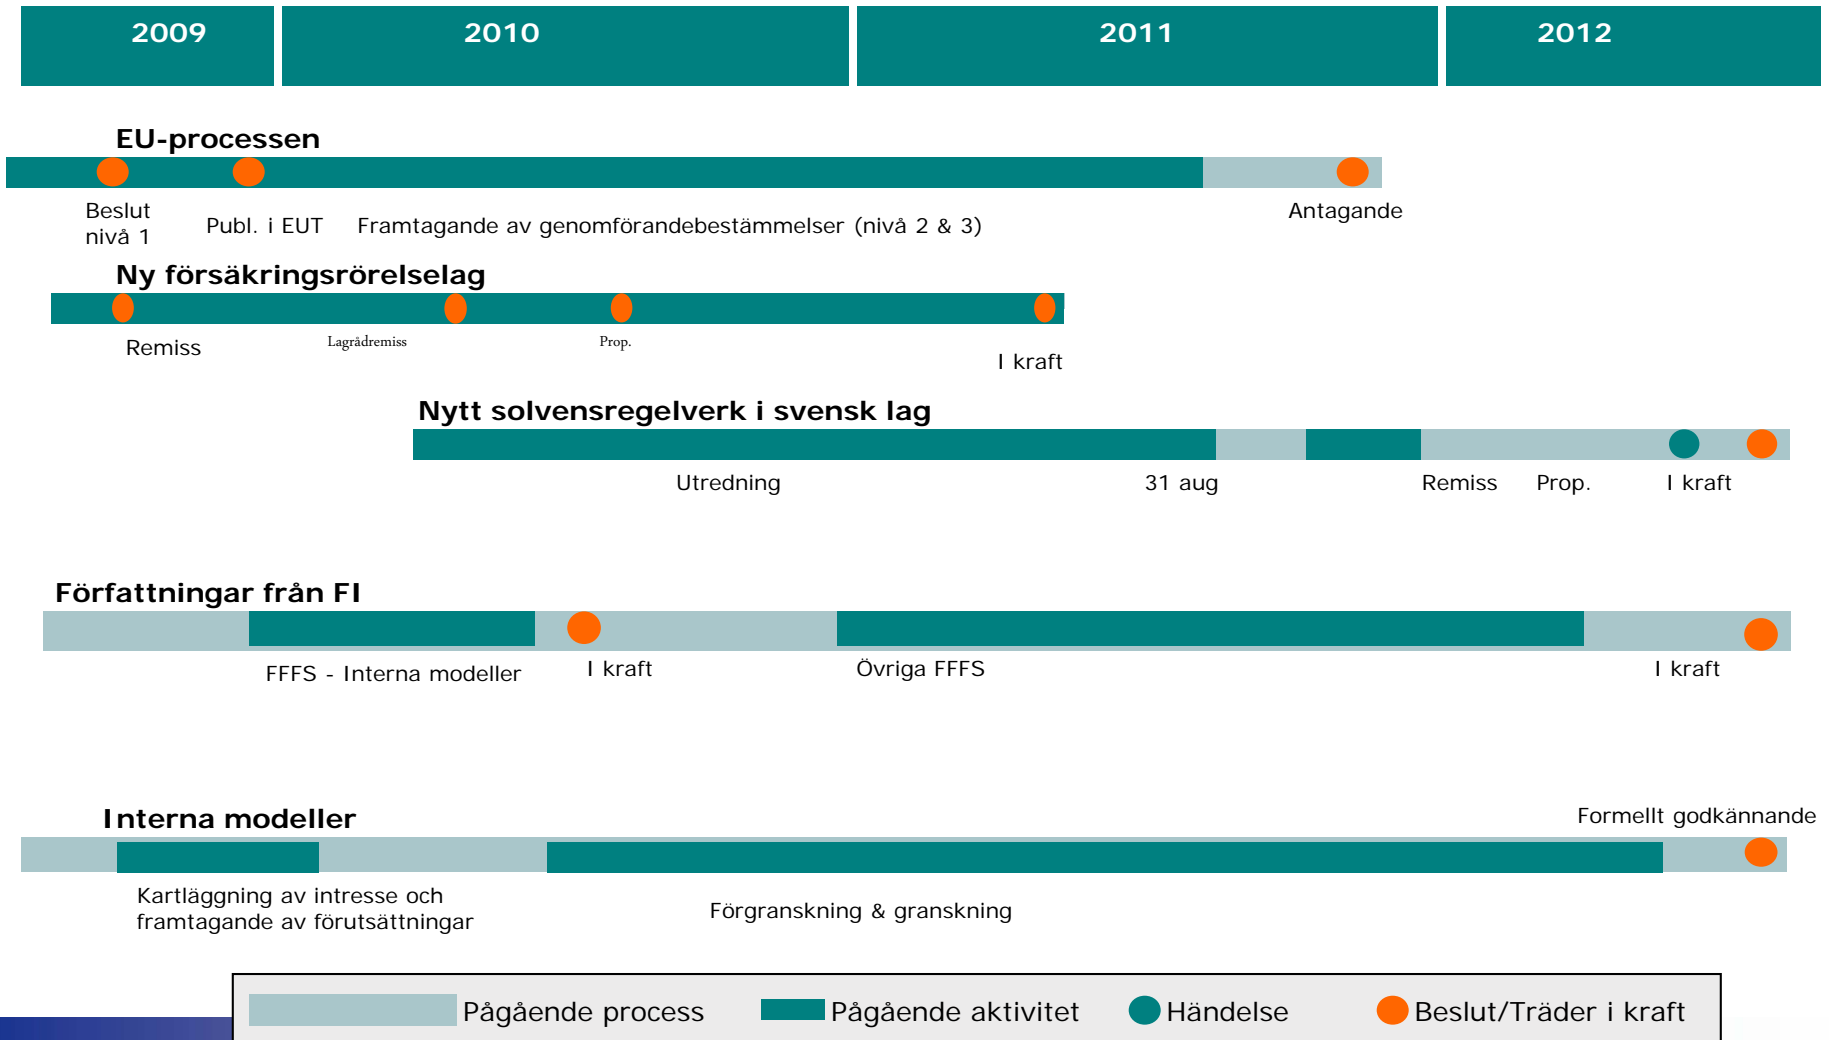 2009 2010 2011 2012
EU-processen
Beslut
nivå 1
Publ. i EUT
Framtagande av genomförandebestämmelser (nivå 2 & 3)
Antagande
Ny försäkringsrörelselag
Remiss
Lagrådremiss
Prop.
I kraft
Nytt solvensregelverk i svensk lag
Utredning
31 aug
Remiss
Prop.
I kraft
Författningar från FI
FFFS - Interna modeller
I kraft
Övriga FFFS
I kraft
Interna modeller
Formellt godkännande
Kartläggning av intresse och
framtagande av förutsättningar
Förgranskning & granskning
Pågående process
Pågående aktivitet
Händelse
Beslut/Träder i kraft